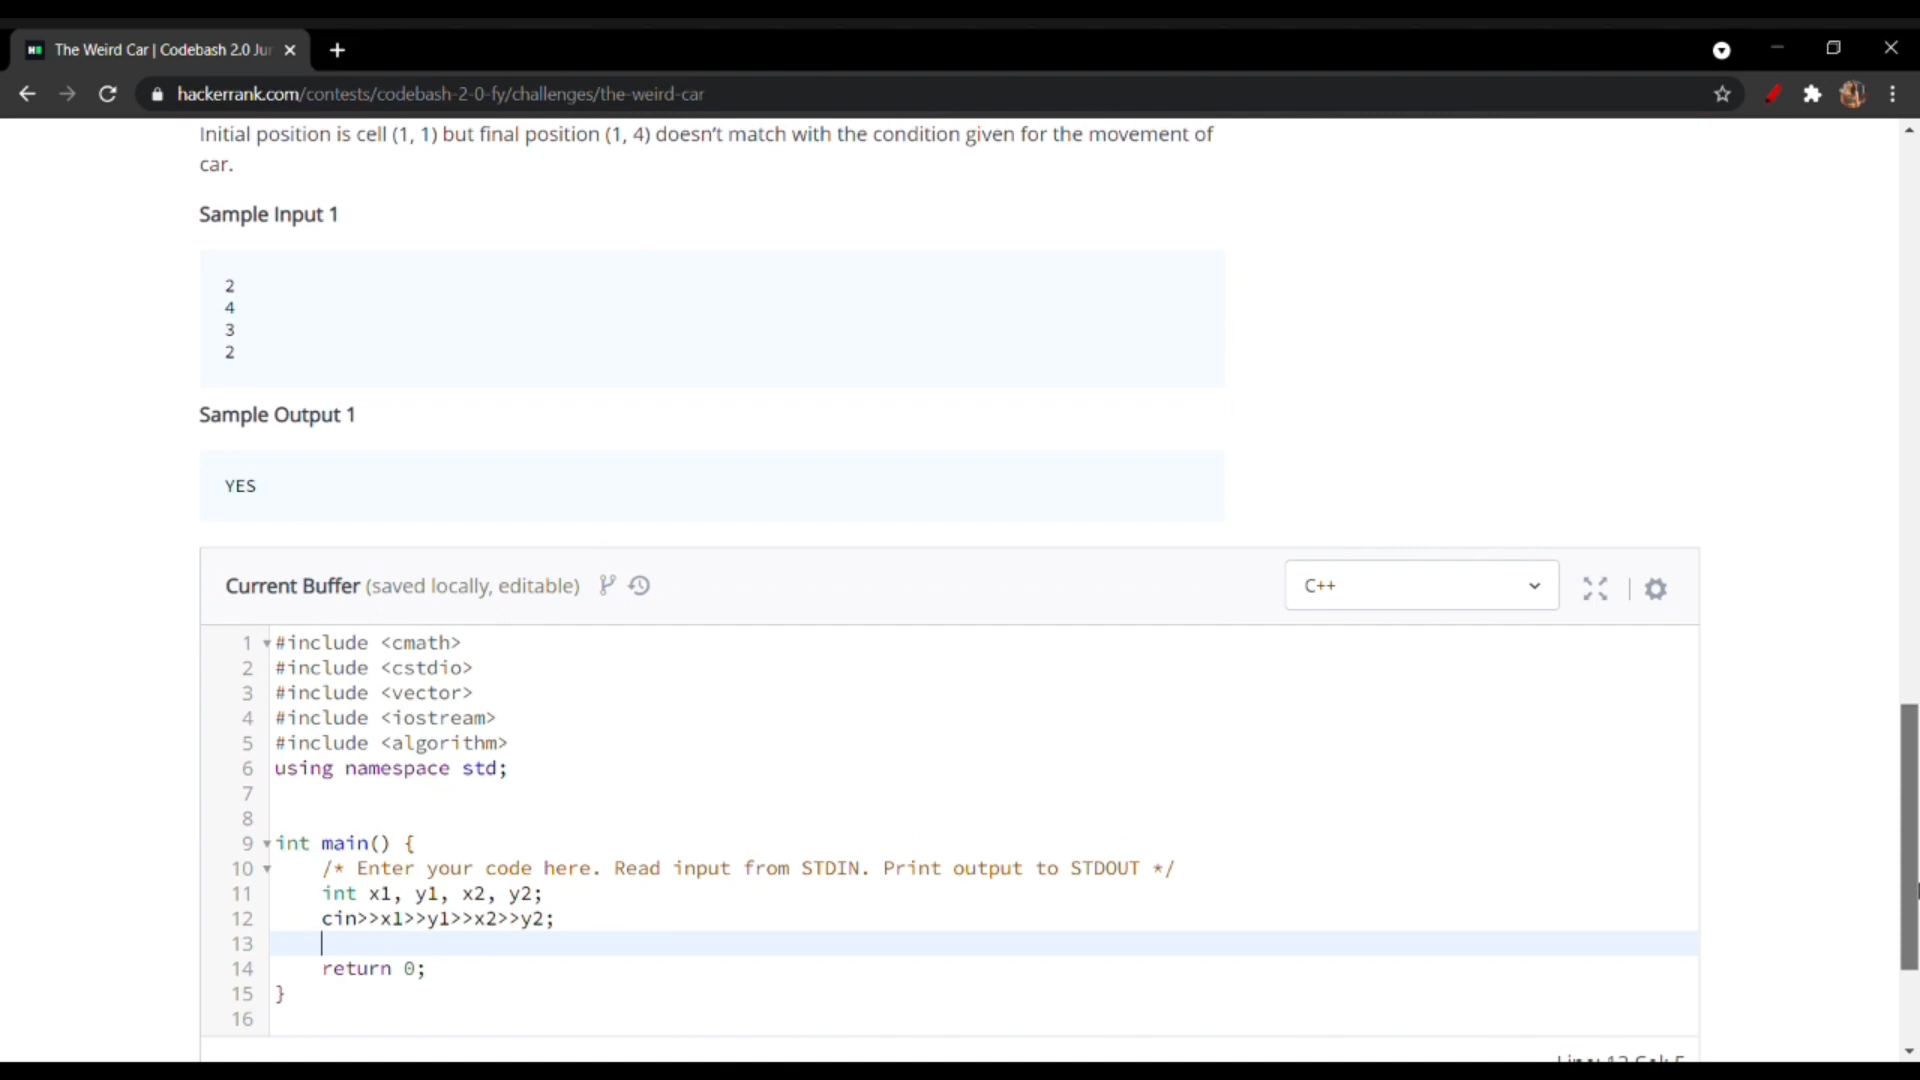 The Weird Car | Codebash 2.0 Ju
hackerrank.com/contests/codebash-2-0-fy/challenges/the-weird-car
Initial position is cell (1, 1) but final position (1, 4) doesn't match with the condition given for the movement of
car.
Sample Input 1
2
4
3
2
Sample Output 1
YES
Current Buffer (saved locally, editable)
C++
1 #include <cmath>
2 #include <cstdio>
3 #include <vector>
4 #include <iostream>
5 #include <algorithm>
6 using namespace std;
7
8
9 int main() {
10 /* Enter your code here. Read input from STDIN. Print output to STDOUT */
11 int x1, y1, x2, y2;
12 cin>>x1>>y1>>x2>>y2;
13
14 return 0;
15 }
16